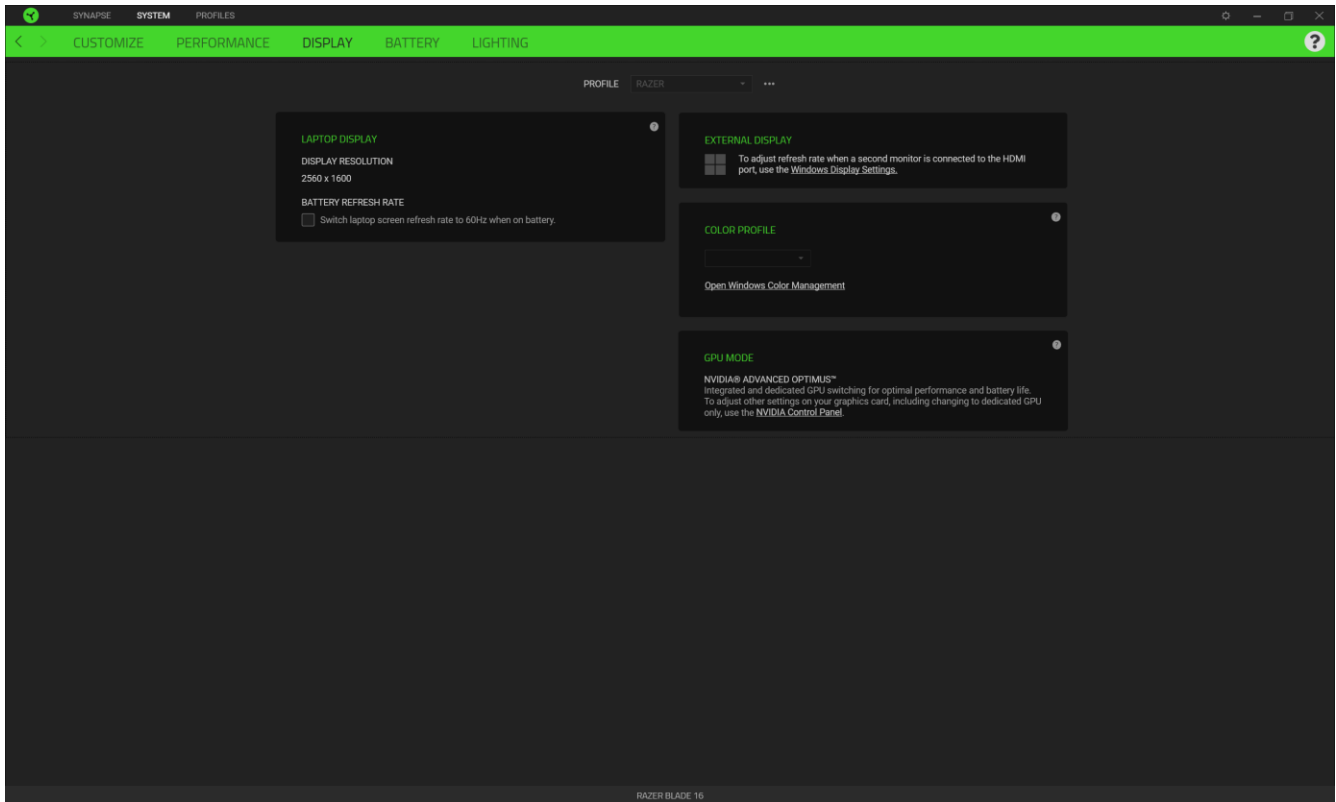 SYNAPSE SYSTEM PROFILES
CUSTOMIZE PERFORMANCE DISPLAY BATTERY LIGHTING ?
PROFILE RAZER
LAPTOP DISPLAY ?
DISPLAY RESOLUTION
2560 x 1600
BATTERY REFRESH RATE
Switch laptop screen refresh rate to 60Hz when on battery.
EXTERNAL DISPLAY
To adjust refresh rate when a second monitor is connected to the HDMI
port, use the Windows Display Settings.
COLOR PROFILE ?
Open Windows Color Management
GPU MODE ?
NVIDIA® ADVANCED OPTIMUS™
Integrated and dedicated GPU switching for optimal performance and battery life.
To adjust other settings on your graphics card, including changing to dedicated GPU
only, use the NVIDIA Control Panel.
RAZER BLADE 16